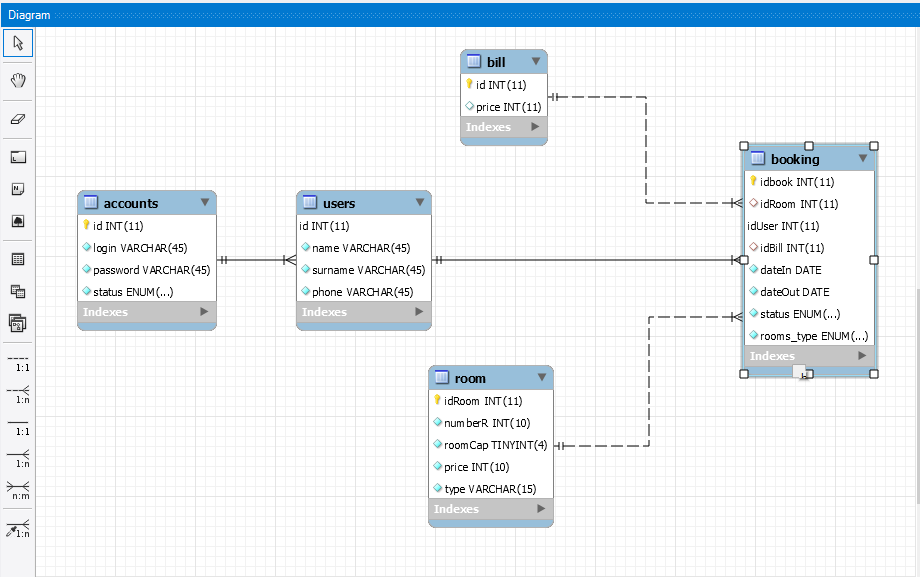 Diagram
bill
id INT(11)
price INT(11)
Indexes
booking
idbook INT(11)
idRoom INT(11)
idUser INT(11)
idBill INT(11)
dateIn DATE
dateOut DATE
status ENUM(...)
rooms_type ENUM(...)
Indexes
accounts
id INT(11)
login VARCHAR(45)
password VARCHAR(45)
status ENUM(...)
Indexes
users
id INT(11)
name VARCHAR(45)
surname VARCHAR(45)
phone VARCHAR(45)
Indexes
room
idRoom INT(11)
numberR INT(10)
roomCap TINYINT(4)
price INT(10)
type VARCHAR(15)
Indexes
1:1
1:n
1:1
1:n
n:m
1:n